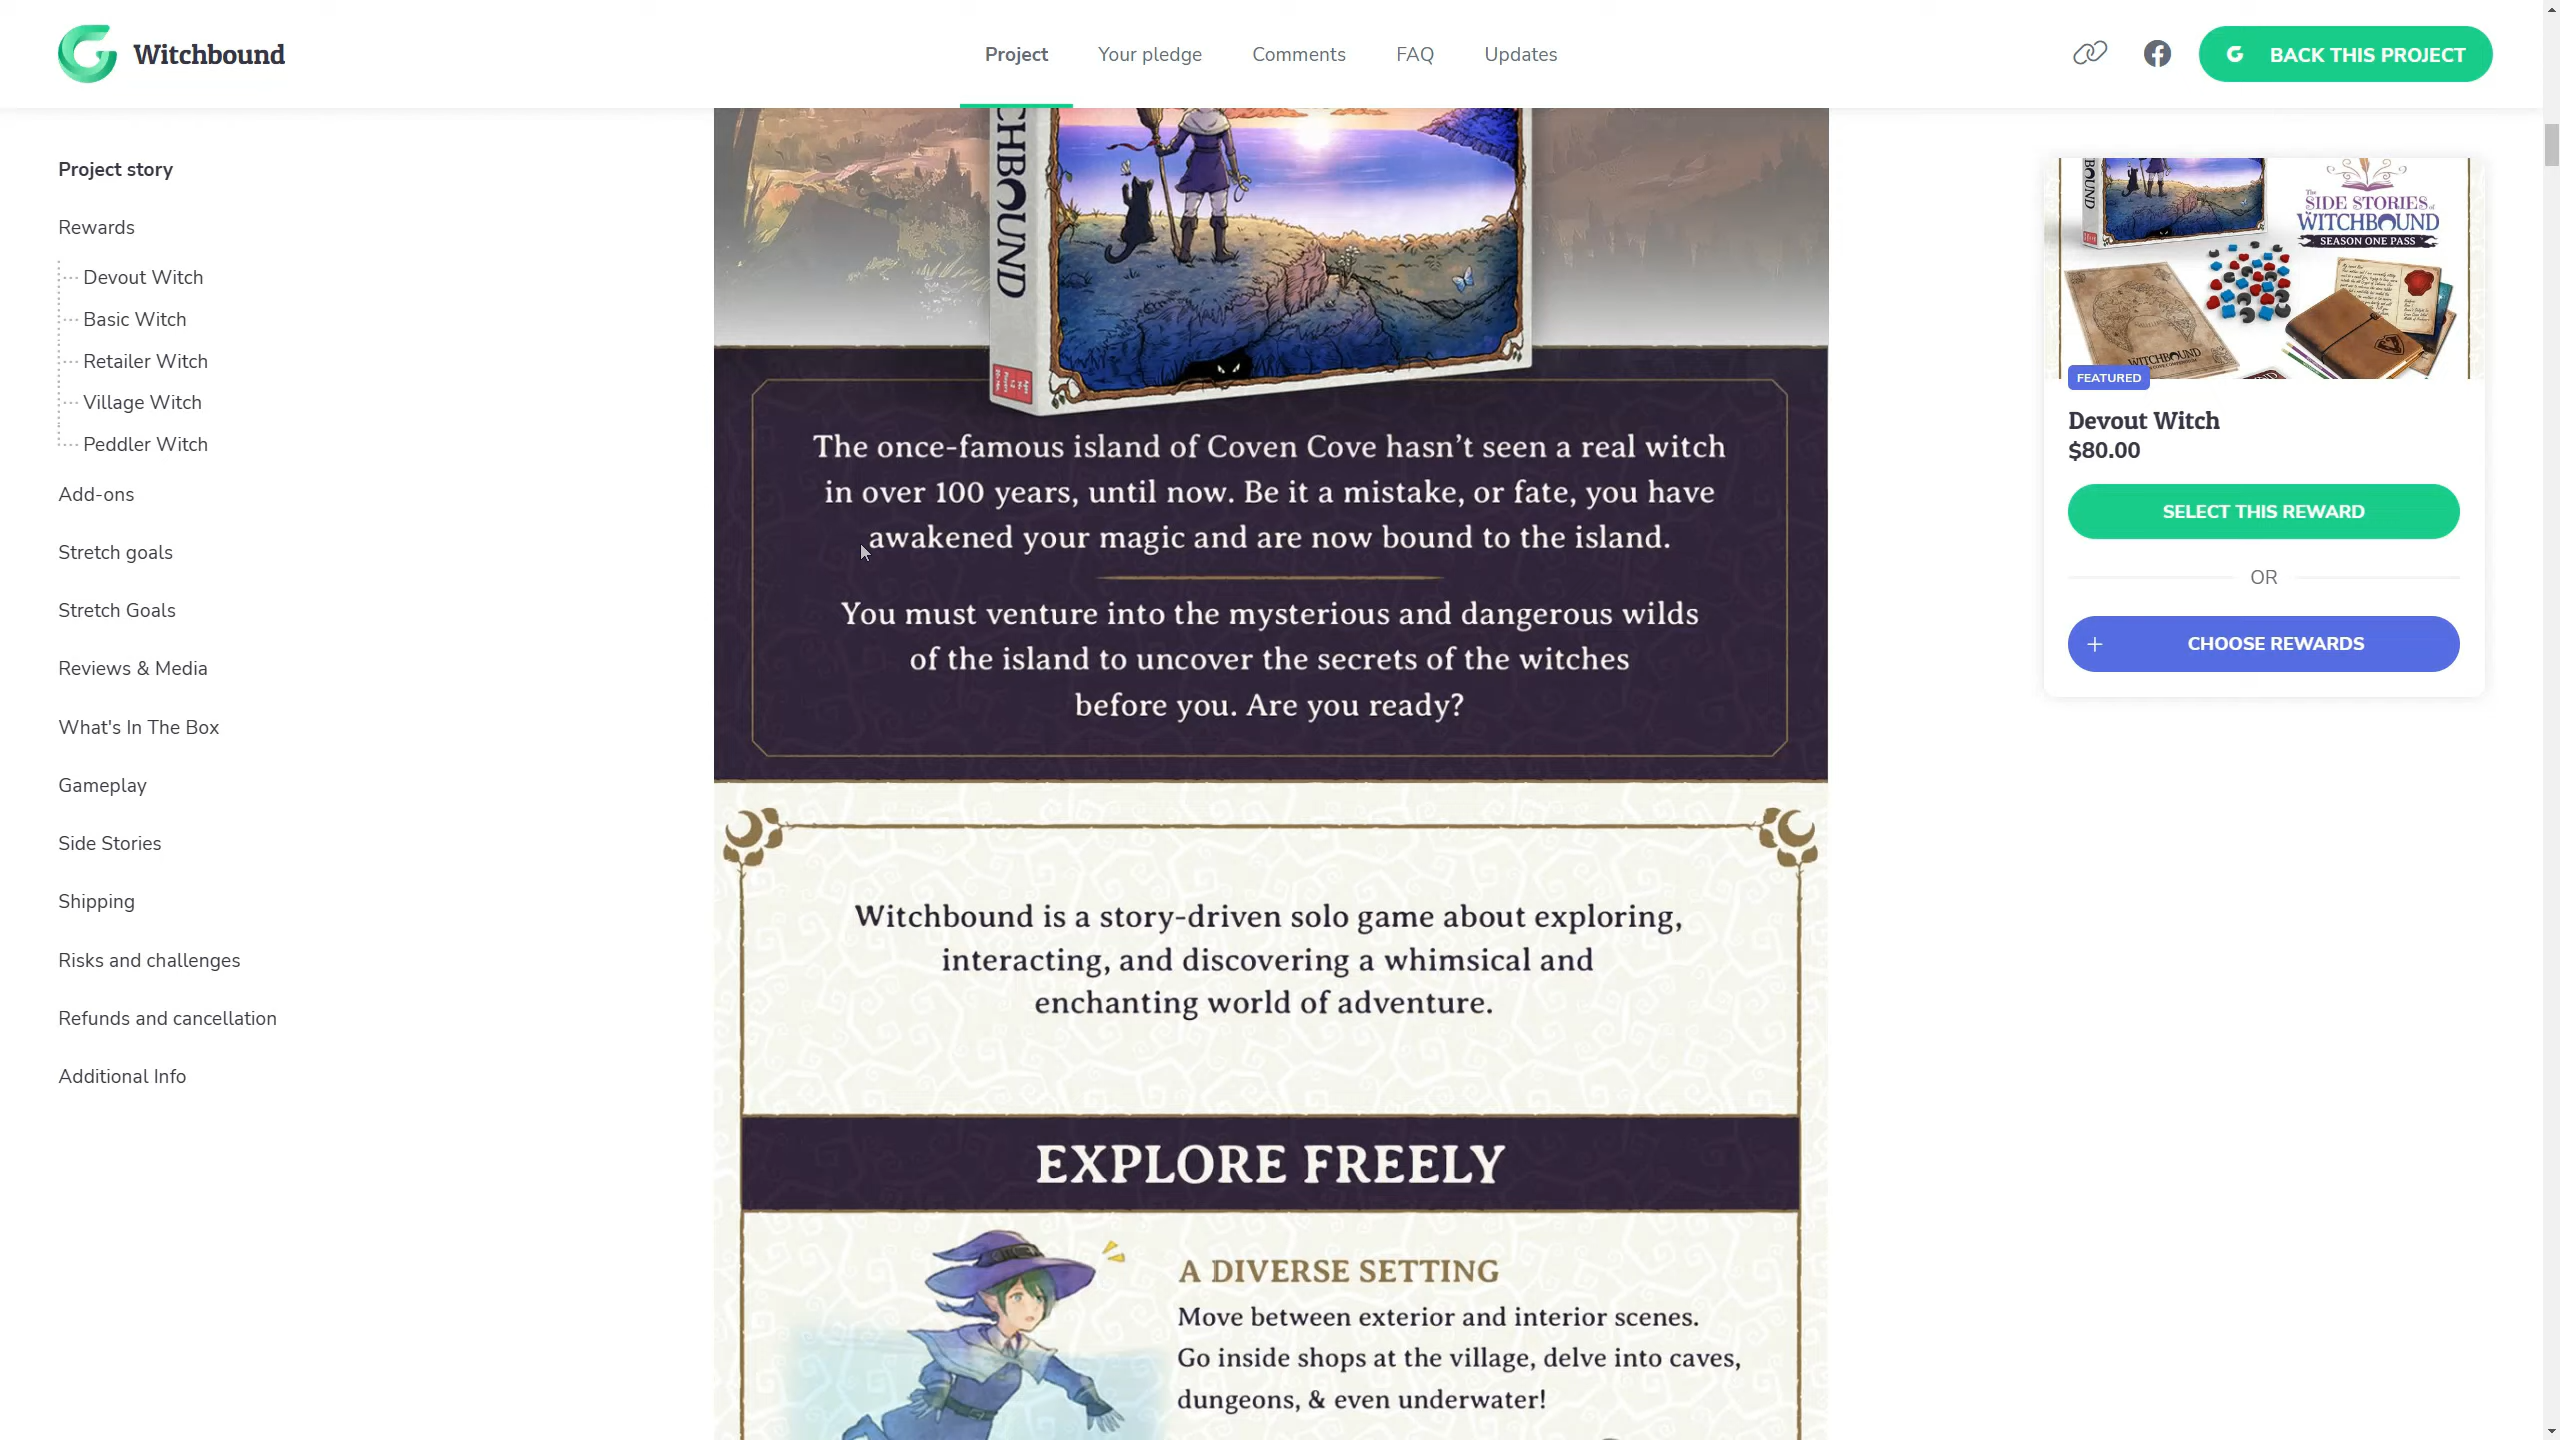 Witchbound
Project
Your pledge
Comments
FAQ
Updates
BACK THIS PROJECT
Project story
Rewards
Devout Witch
Basic Witch
Retailer Witch
Village Witch
Peddler Witch
Add-ons
Stretch goals
Stretch Goals
Reviews & Media
What's In The Box
Gameplay
Side Stories
Shipping
Risks and challenges
Refunds and cancellation
Additional Info
CHBOUND
The once-famous island of Coven Cove hasn’t seen a real witch
in over 100 years, until now. Be it a mistake, or fate, you have
awakened your magic and are now bound to the island.
You must venture into the mysterious and dangerous wilds
of the island to uncover the secrets of the witches
before you. Are you ready?
Witchbound is a story-driven solo game about exploring,
interacting, and discovering a whimsical and
enchanting world of adventure.
EXPLORE FREELY
A DIVERSE SETTING
Move between exterior and interior scenes.
Go inside shops at the village, delve into caves,
dungeons, & even underwater!
BOUND
The
SIDE STORIES of
WITCHBOUND
SEASON ONE PASS
WITCHBOUND
FEATURED
Devout Witch
$80.00
SELECT THIS REWARD
OR
CHOOSE REWARDS